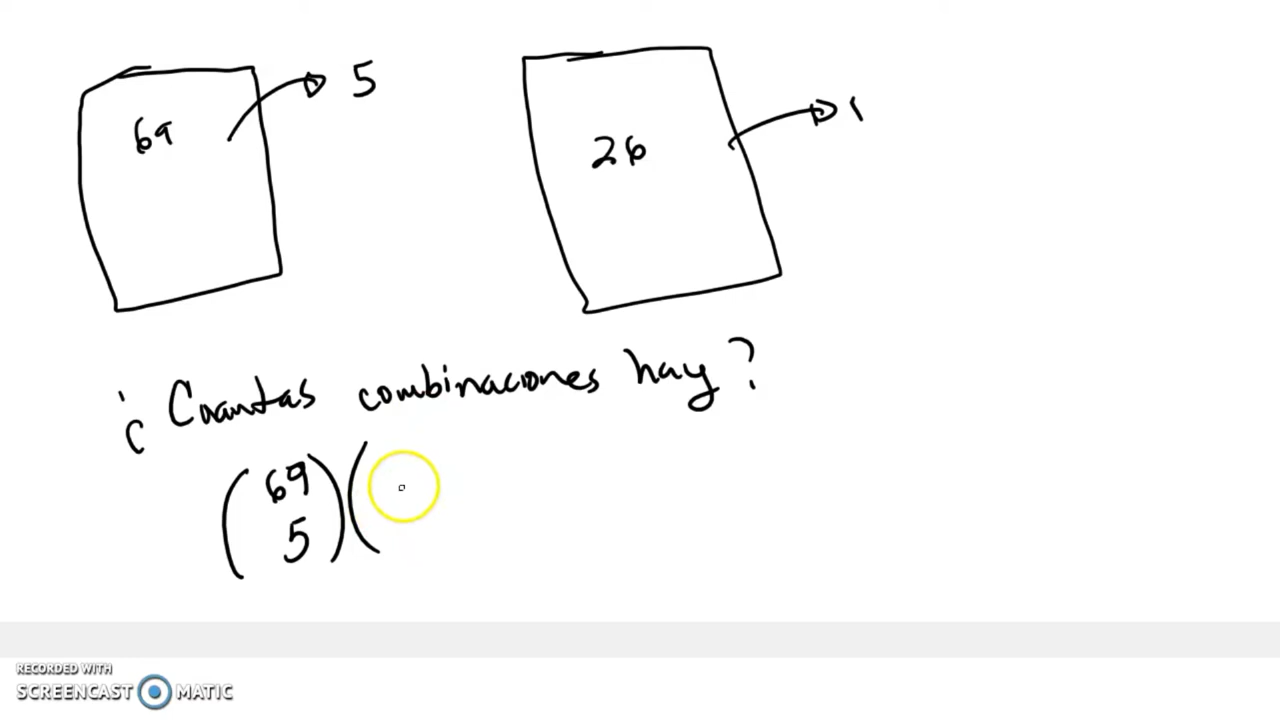 69 5
26 1
¿Cuantas combinaciones hay?
(69 5)(
RECORDED WITH
SCREENCAST MATIC